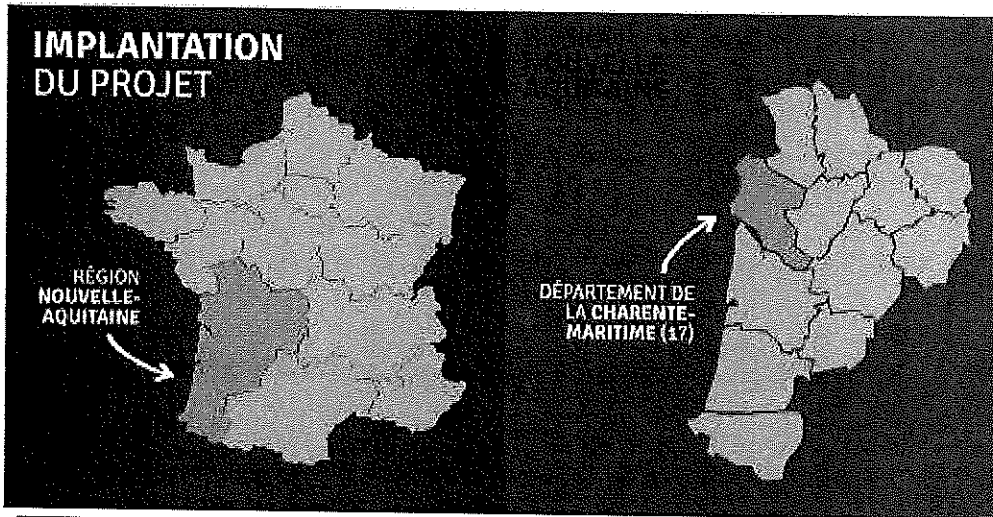 IMPLANTATION
DU PROJET
RÉGION
NOUVELLE-
AQUITAINE
DÉPARTEMENT DE
LA CHARENTE-
MARITIME (17)